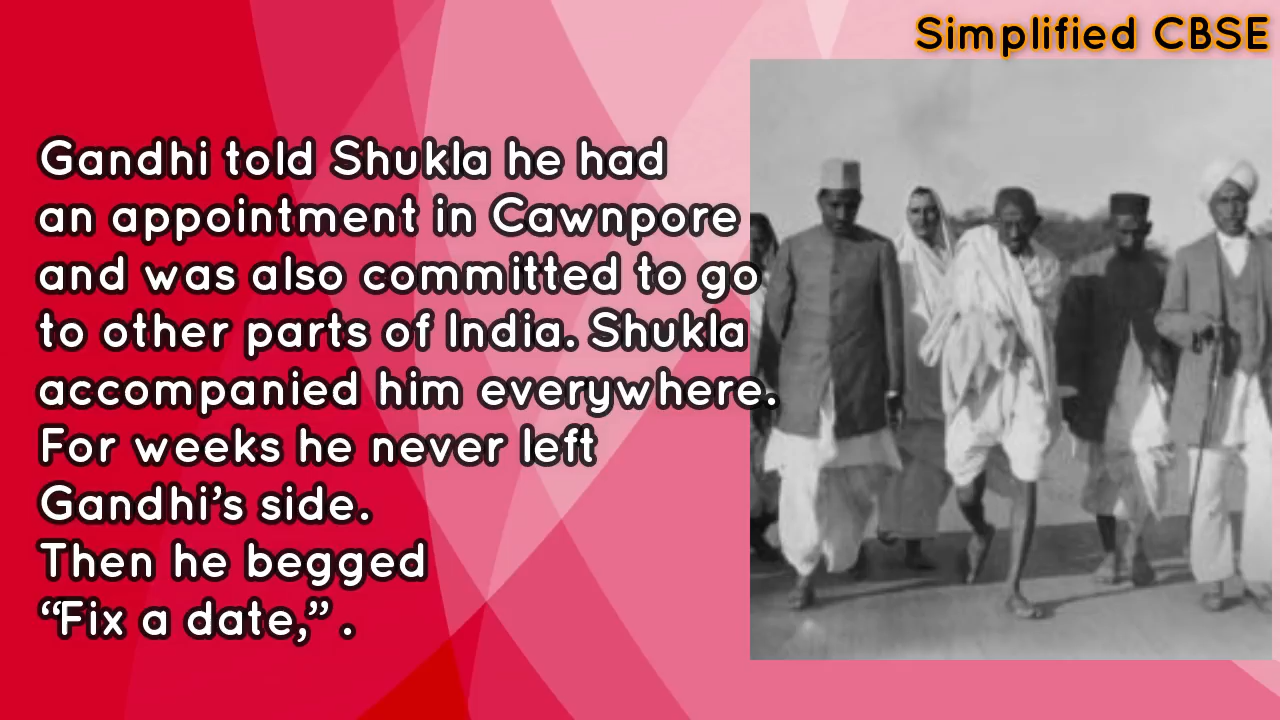 Simplified CBSE
Gandhi told Shukla he had
an appointment in Cawnpore
and was also committed to go
to other parts of India. Shukla
accompanied him everywhere.
For weeks he never left
Gandhi’s side.
Then he begged
“Fix a date,” .